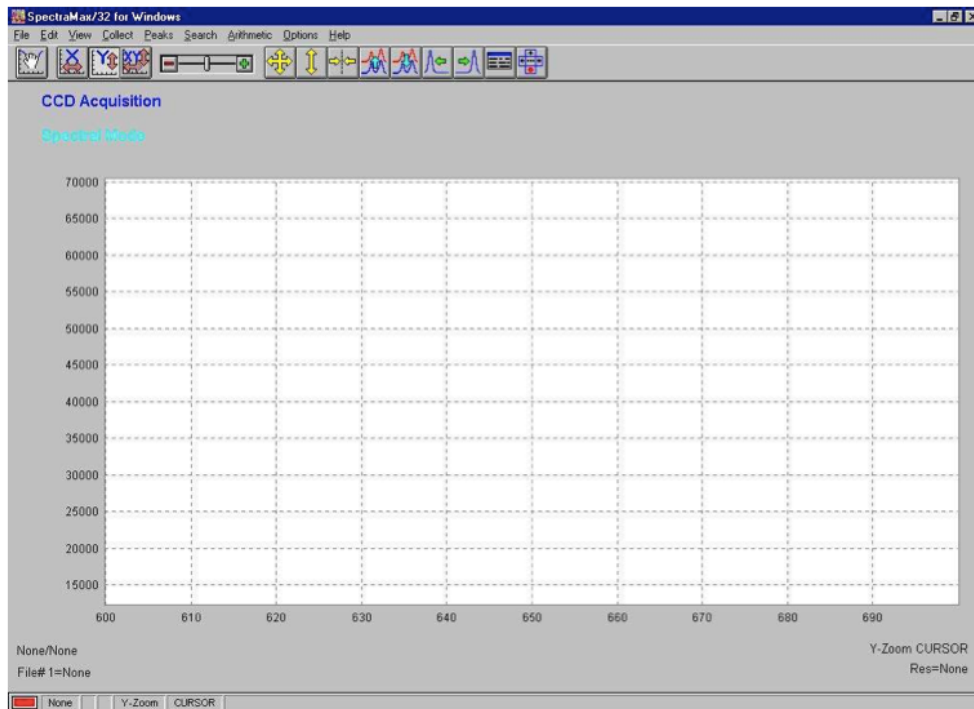 SpectraMax/32 for Windows
File Edit View Collect Peaks Search Arithmetic Options Help
X Y XY
CCD Acquisition
Spectral Mode
70000
65000
60000
55000
50000
45000
40000
35000
30000
25000
20000
15000
600 610 620 630 640 650 660 670 680 690
None/None Y-Zoom CURSOR
File# 1=None Res=None
None Y-Zoom CURSOR